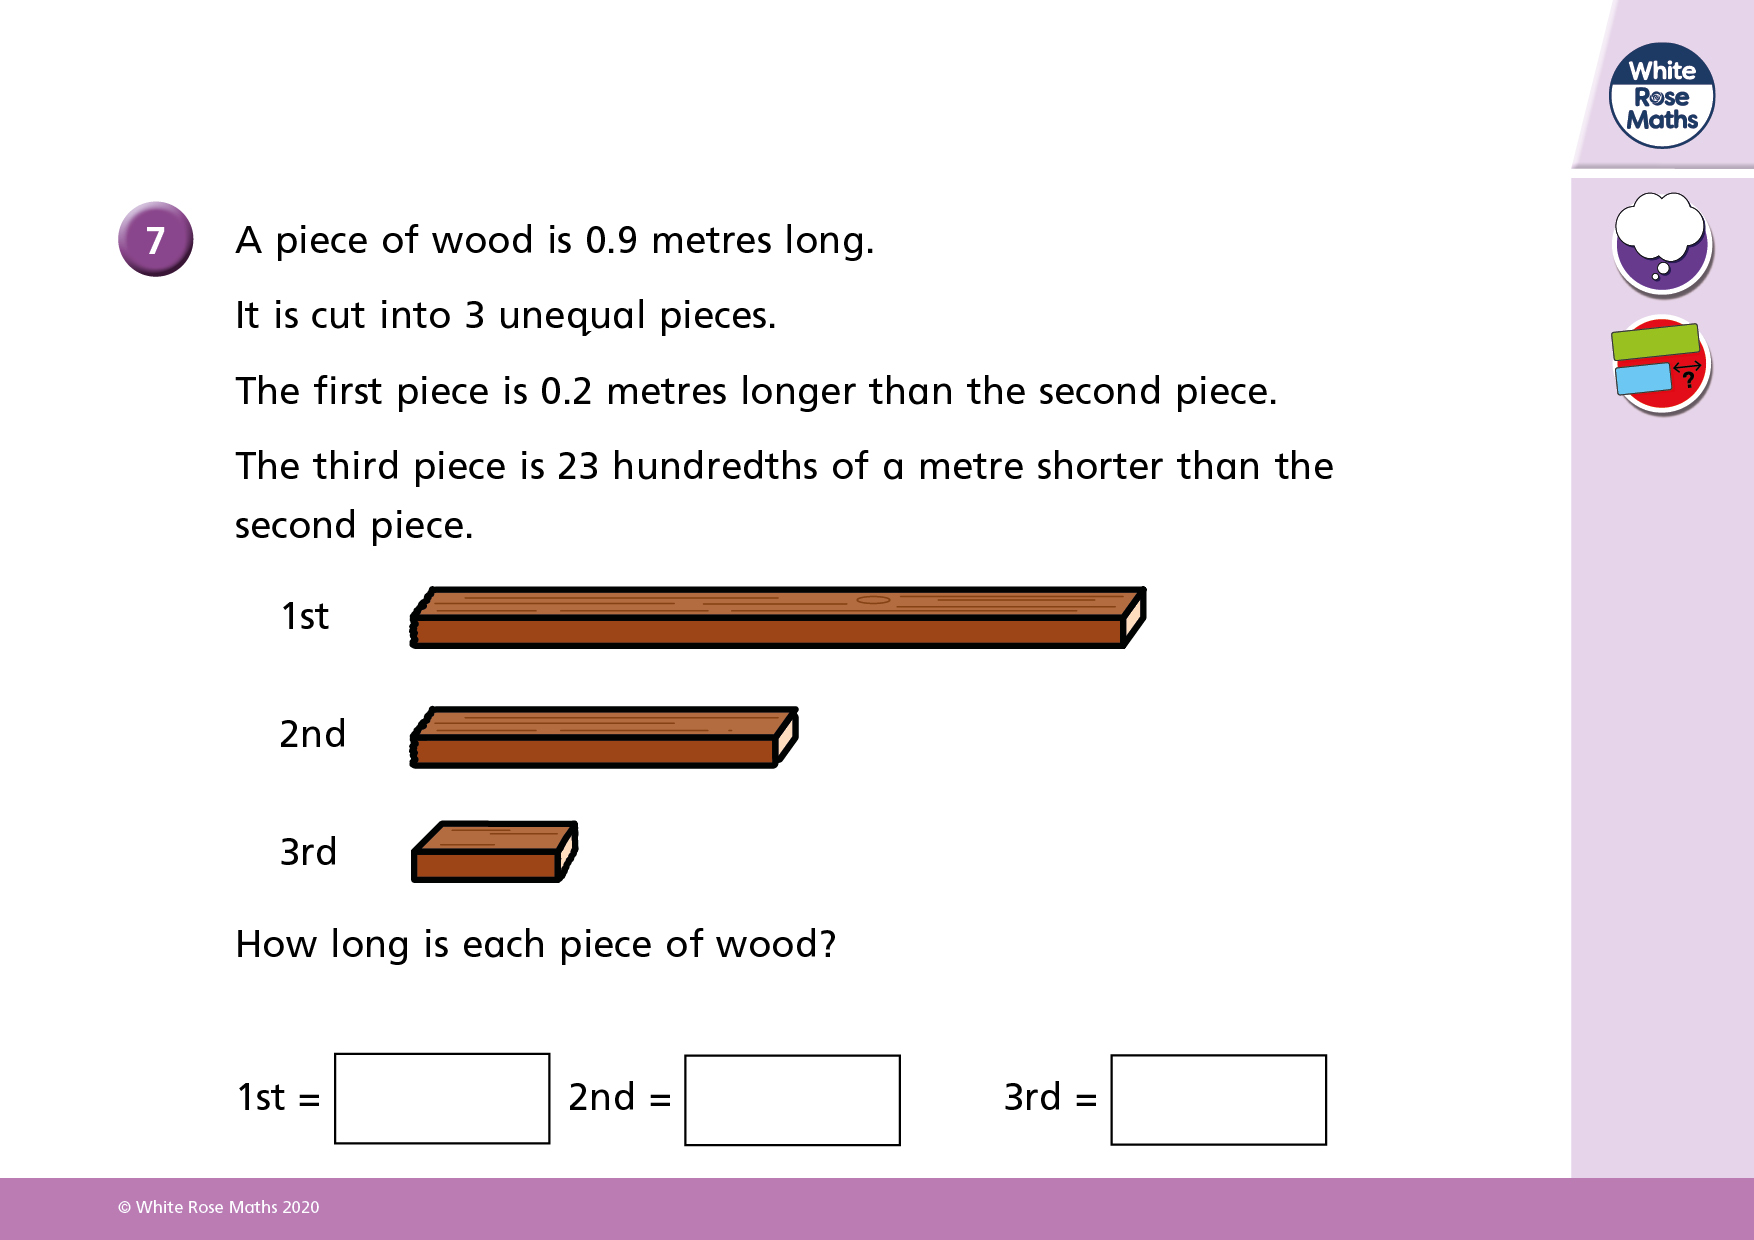 White
Rose
Maths
7
A piece of wood is 0.9 metres long.
It is cut into 3 unequal pieces.
The first piece is 0.2 metres longer than the second piece.
The third piece is 23 hundredths of a metre shorter than the
second piece.
1st
2nd
3rd
How long is each piece of wood?
1st = 2nd = 3rd =
?
© White Rose Maths 2020